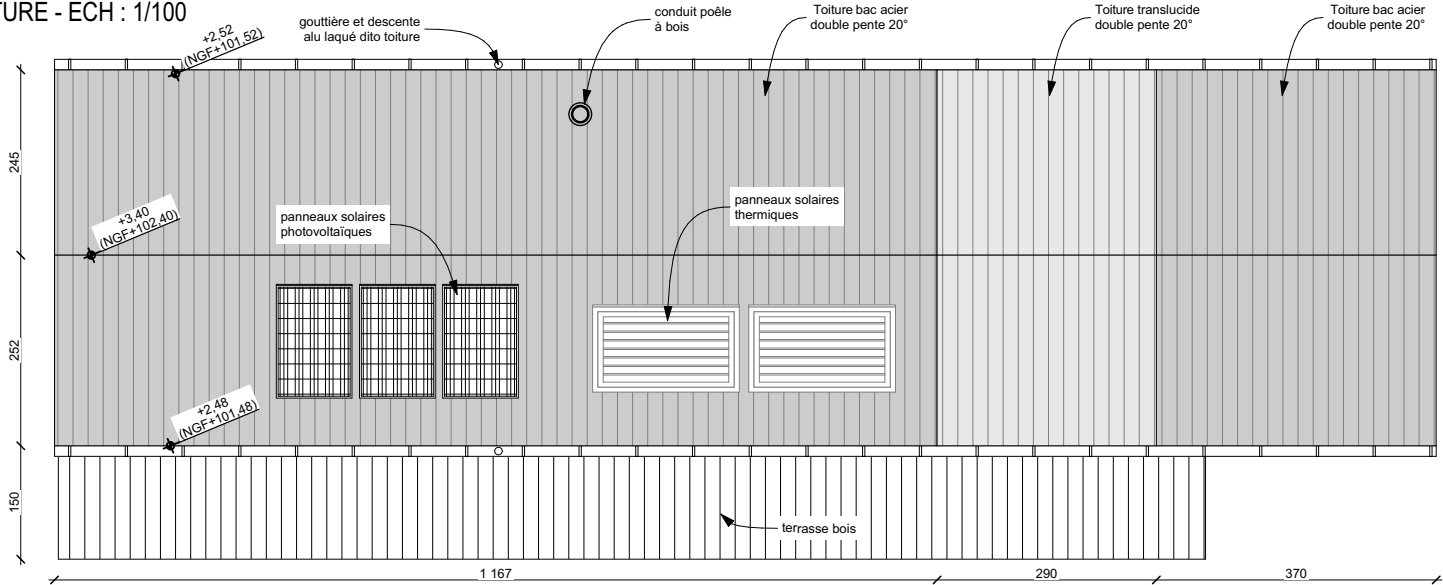 TURE - ECH : 1/100
gouttière et descente
alu laqué dito toiture
conduit poêle
à bois
Toiture bac acier
double pente 20°
Toiture translucide
double pente 20°
Toiture bac acier
double pente 20°
+2,52
(NGF+101,52)
245
+3,40
(NGF+102,40)
panneaux solaires
photovoltaïques
panneaux solaires
thermiques
252
+2,48
(NGF+101,48)
150
terrasse bois
1 167
290
370